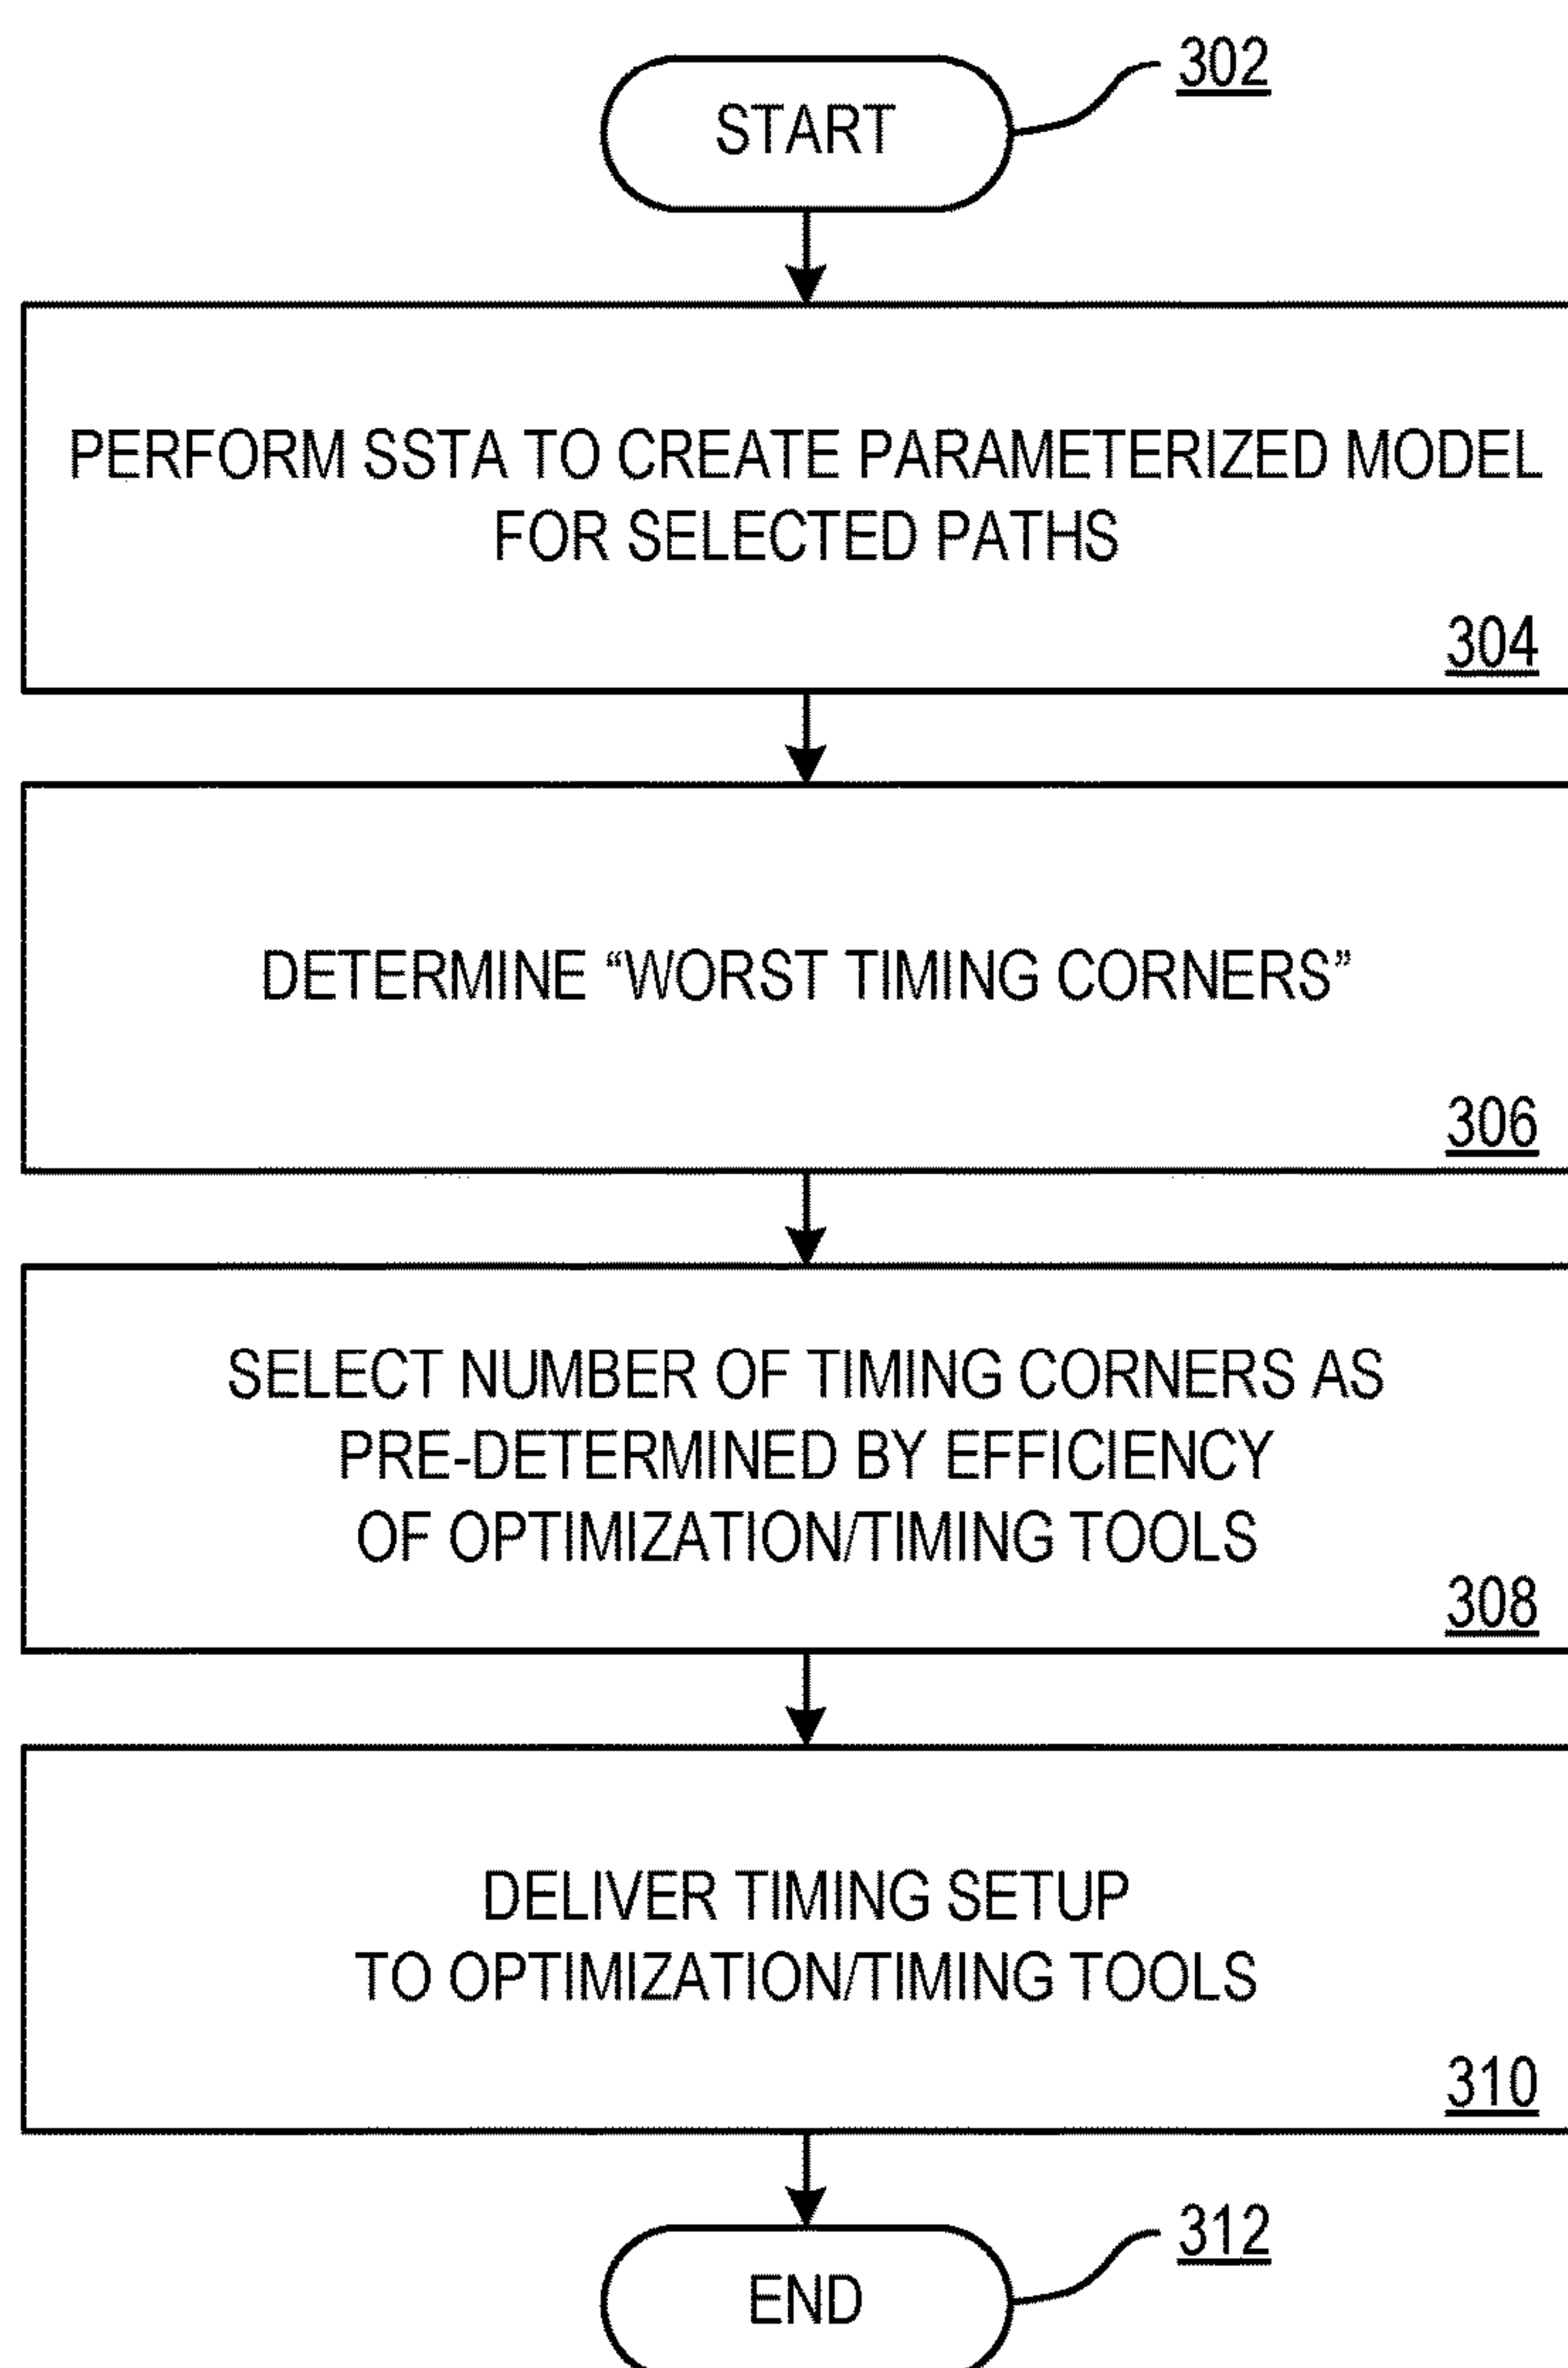 302
START
PERFORM SSTA TO CREATE PARAMETERIZED MODEL
FOR SELECTED PATHS
304
DETERMINE “WORST TIMING CORNERS”
306
SELECT NUMBER OF TIMING CORNERS AS
PRE-DETERMINED BY EFFICIENCY
OF OPTIMIZATION/TIMING TOOLS
308
DELIVER TIMING SETUP
TO OPTIMIZATION/TIMING TOOLS
310
312
END